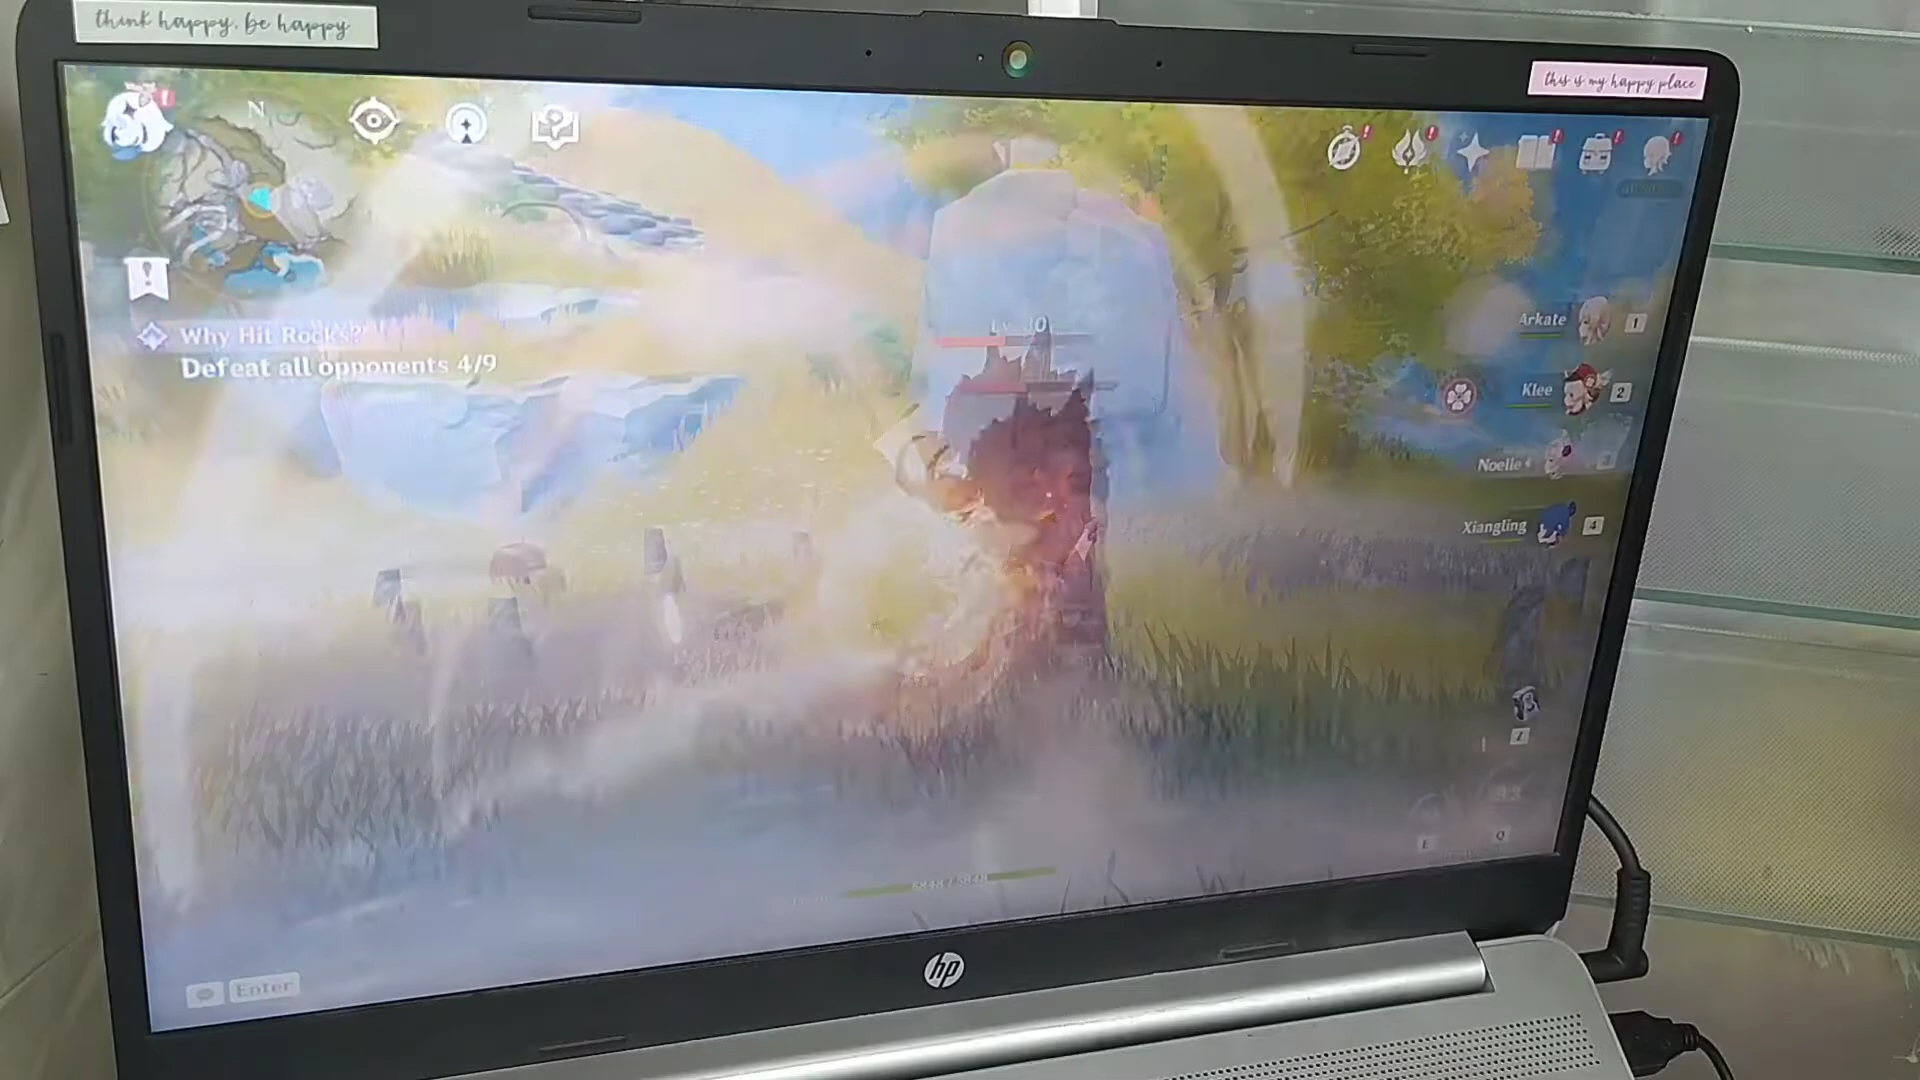 think happy. be happy
this is my happy place
N
Why Hit Rocks?
Defeat all opponents 4/9
Arkate 1
Klee 2
Noelle
Xiangling 4
Z
E
Q
Enter
hp